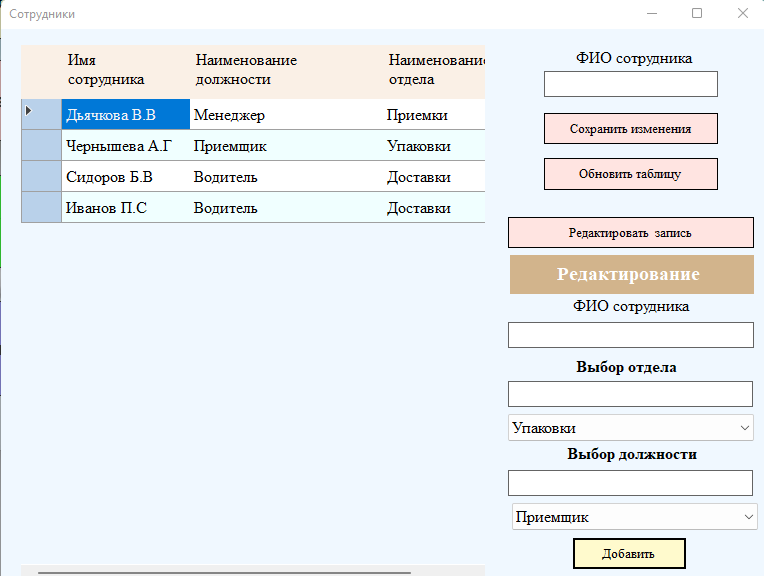 Сотрудники
Имя сотрудника
Наименование должности
Наименование отдела
Дьячкова В.В Менеджер Приемки
Чернышева А.Г Приемщик Упаковки
Сидоров Б.В Водитель Доставки
Иванов П.С Водитель Доставки
ФИО сотрудника
Сохранить изменения
Обновить таблицу
Редактировать запись
Редактирование
ФИО сотрудника
Выбор отдела
Упаковки
Выбор должности
Приемщик
Добавить